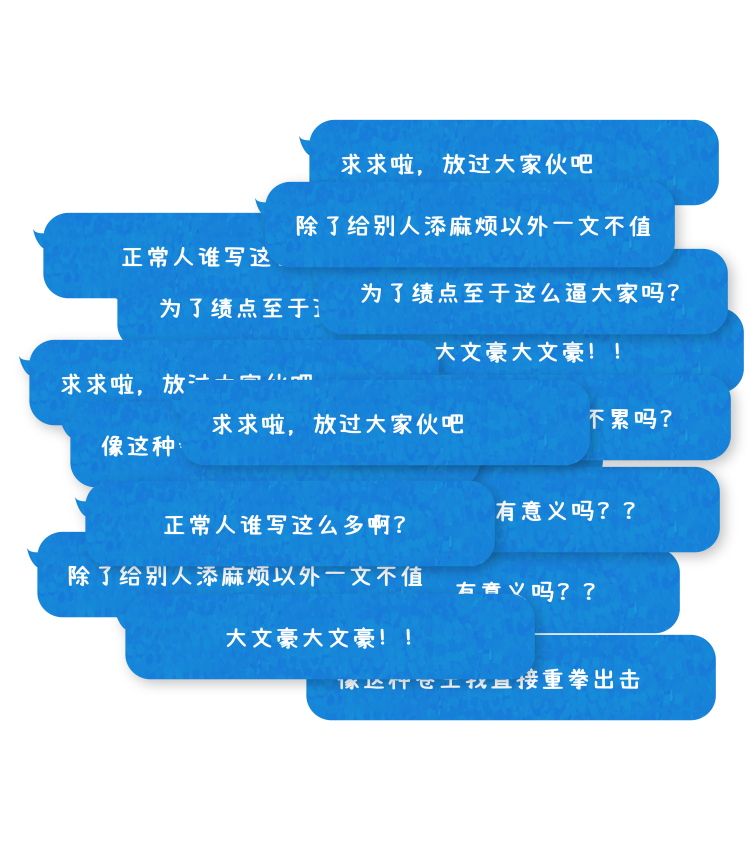 求求啦，放过大家伙吧
除了给别人添麻烦以外一文不值
正常人谁写这
为了绩点至于这么逼大家吗？
为了绩点至于
大文豪大文豪！！
求求啦，放过大家伙吧
不累吗？
求求啦，放过大家伙吧
像这种
有意义吗？？
正常人谁写这么多啊？
除了给别人添麻烦以外一文不值
有意义吗？？
大文豪大文豪！！
像这种卷王我直接重拳出击